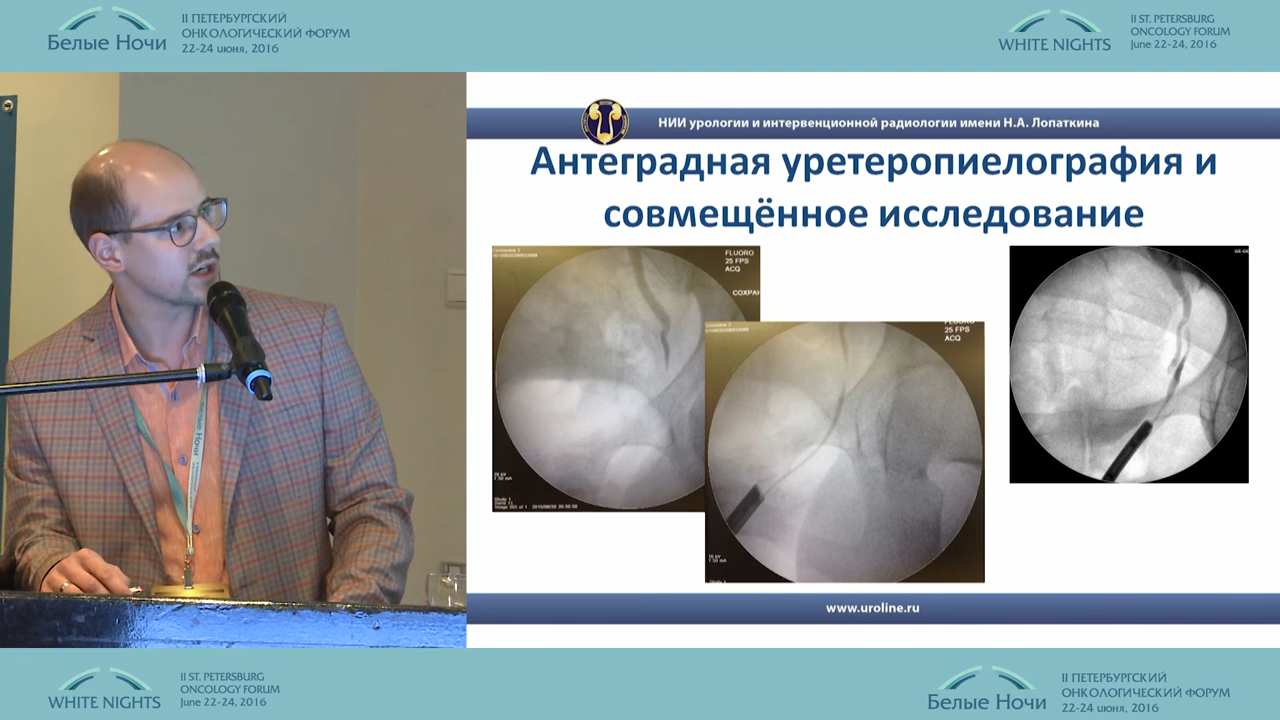 Белые Ночи
II ПЕТЕРБУРГСКИЙ
ОНКОЛОГИЧЕСКИЙ ФОРУМ
22-24 июня, 2016
WHITE NIGHTS
II ST. PETERSBURG
ONCOLOGY FORUM
June 22-24, 2016
НИИ урологии и интервенционной радиологии имени Н.А. Лопаткина
Антеградная уретеропиелография и
совмещённое исследование
FLUORO
25 FPS
ACQ
СОХРАН
FLUORO
25 FPS
ACQ
www.uroline.ru
WHITE NIGHTS
II ST. PETERSBURG
ONCOLOGY FORUM
June 22-24, 2016
Белые Ночи
II ПЕТЕРБУРГСКИЙ
ОНКОЛОГИЧЕСКИЙ ФОРУМ
22-24 июня, 2016